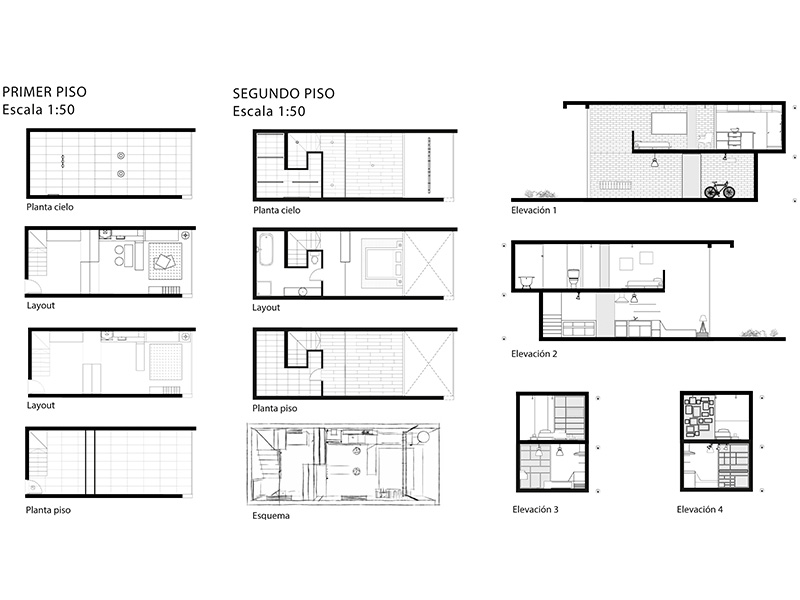 PRIMER PISO
Escala 1:50
Planta cielo
Layout
Layout
Planta piso
SEGUNDO PISO
Escala 1:50
Planta cielo
Layout
Planta piso
Esquema
Elevación 1
Elevación 2
Elevación 3
Elevación 4